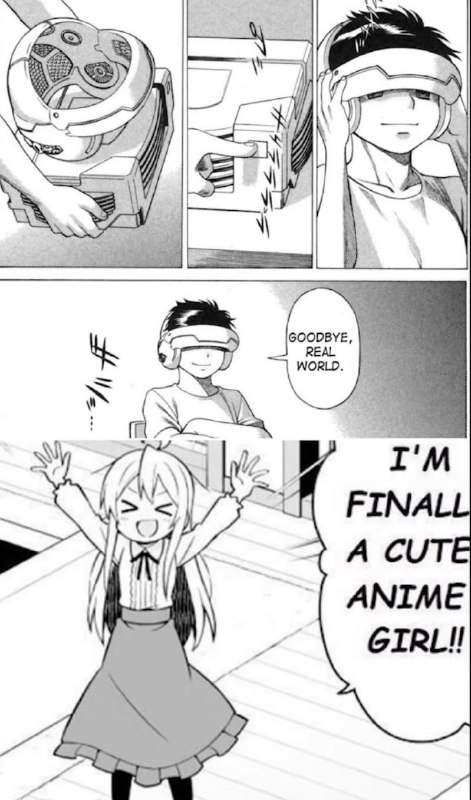 GOODBYE,
REAL
WORLD.
I'M
FINALL
A CUTE
ANIME
GIRL!!